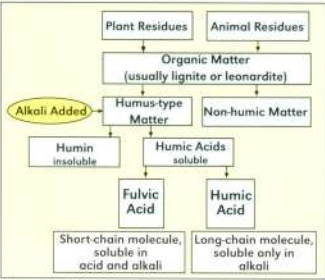 Plant Residues
Animal Residues
Organic Matter
(usually lignite or leonardite)
Alkali Added
Humus-type
Matter
Non-humic Matter
Humin
insoluble
Humic Acids
soluble
Fulvic
Acid
Humic
Acid
Short-chain molecule,
soluble in
acid and alkali
Long-chain molecule,
soluble only in
alkali